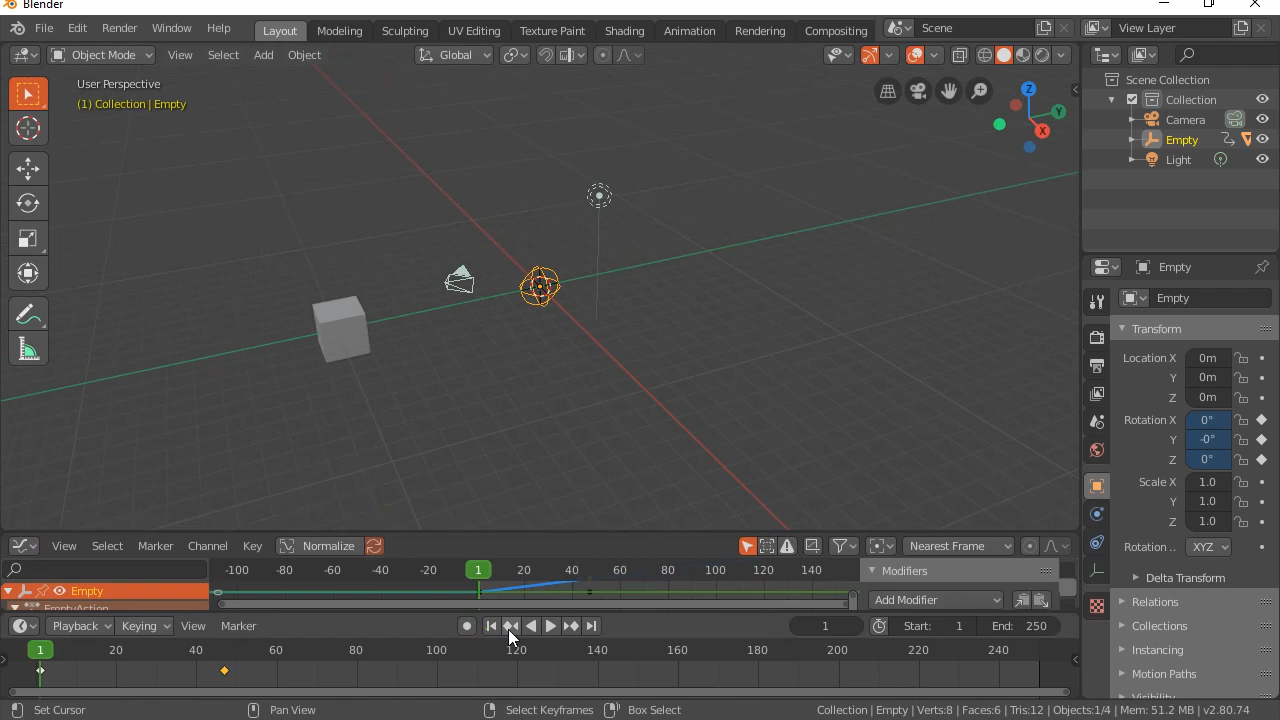 Blender
File Edit Render Window Help Layout Modeling Sculpting UV Editing Texture Paint Shading Animation Rendering Compositing Scene View Layer
Object Mode View Select Add Object Global
User Perspective
(1) Collection | Empty
Z
Y
X
Scene Collection
Collection
Camera
Empty
Light
Empty
Empty
Transform
Location X 0m
Y 0m
Z 0m
Rotation X 0°
Y -0°
Z 0°
Scale X 1.0
Y 1.0
Z 1.0
Rotation .. XYZ
Delta Transform
Relations
Collections
Instancing
Motion Paths
View Select Marker Channel Key Normalize Nearest Frame
-100 -80 -60 -40 -20 1 20 40 60 80 100 120 140
Modifiers
Empty
Add Modifier
EmptyAction
Playback Keying View Marker 1 Start: 1 End: 250
1 20 40 60 80 100 120 140 160 180 200 220 240
Set Cursor Pan View Select Keyframes Box Select Collection | Empty | Verts:8 | Faces:6 | Tris:12 | Objects:1/4 | Mem: 51.2 MB | v2.80.74